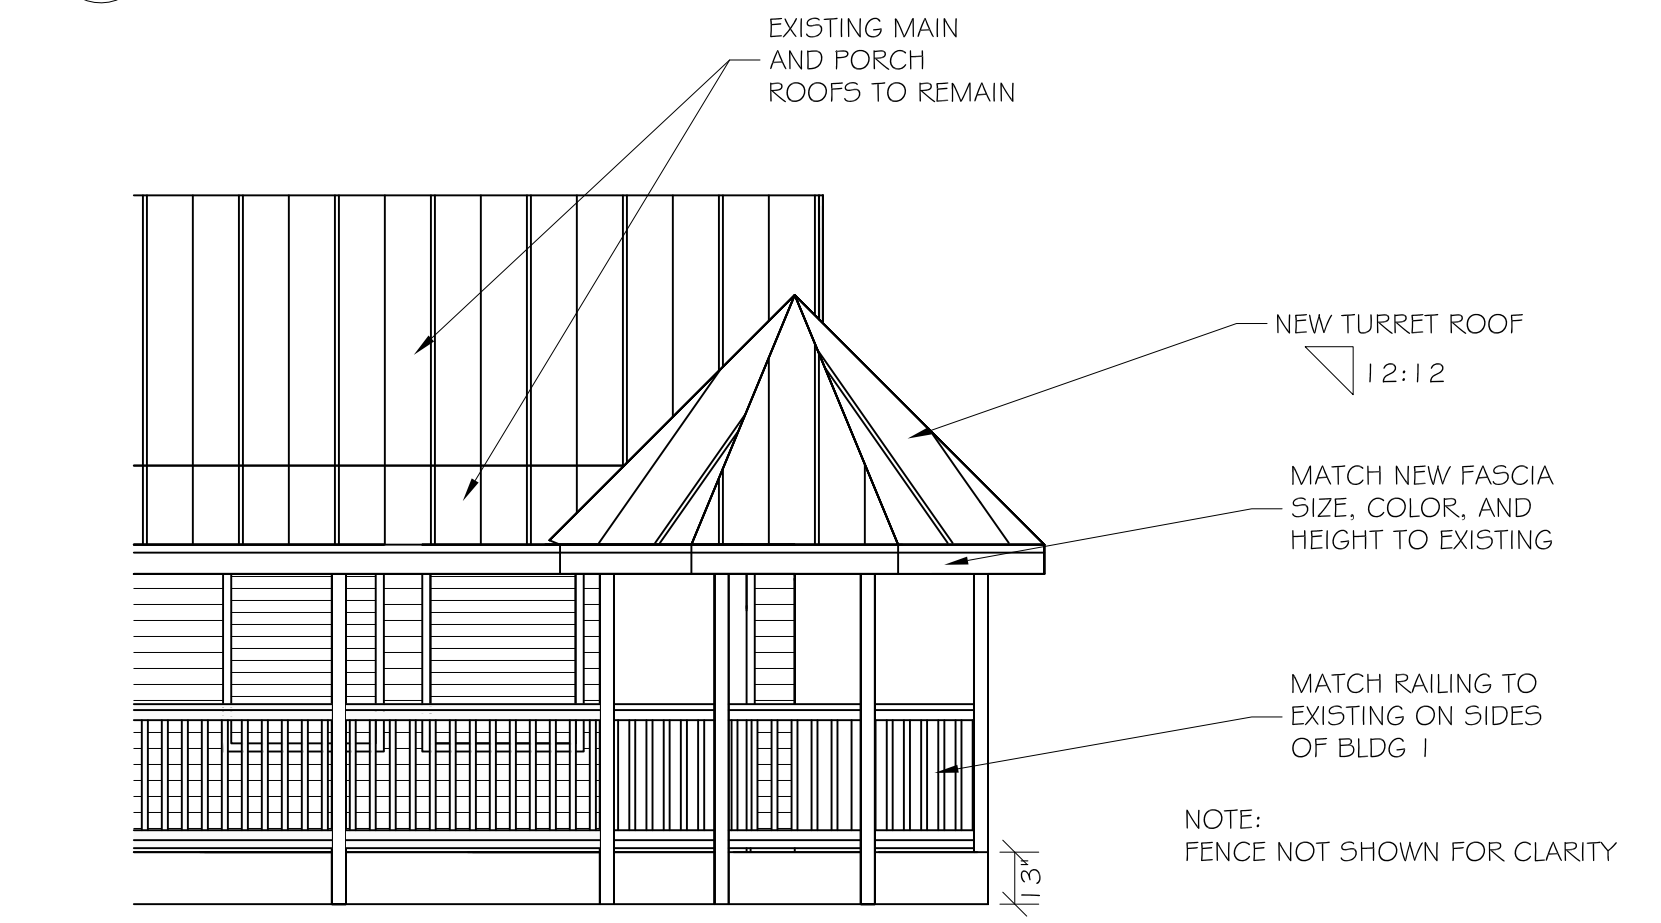 EXISTING MAIN
AND PORCH
ROOFS TO REMAIN
NEW TURRET ROOF
12:12
MATCH NEW FASCIA
SIZE, COLOR, AND
HEIGHT TO EXISTING
MATCH RAILING TO
EXISTING ON SIDES
OF BLDG 1
NOTE:
FENCE NOT SHOWN FOR CLARITY
13"